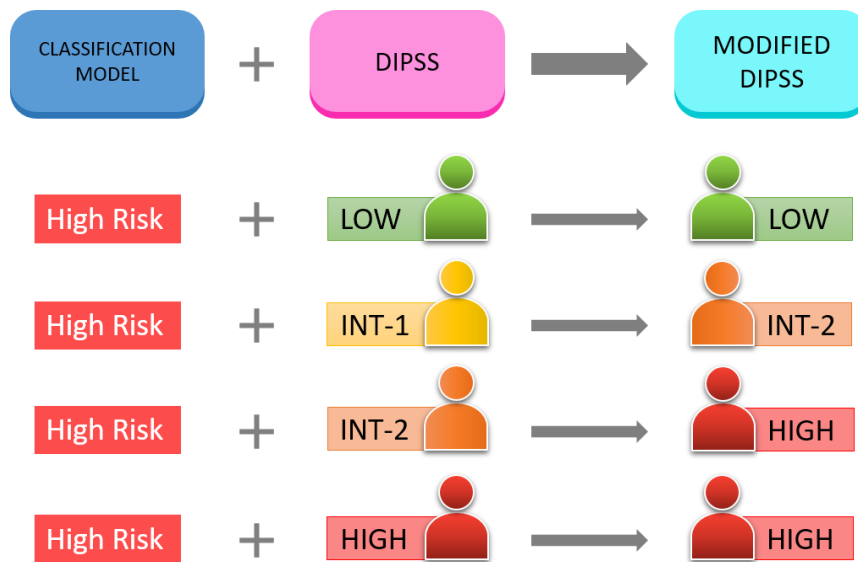 CLASSIFICATION
MODEL
+
DIPSS
MODIFIED
DIPSS
High Risk + LOW LOW
High Risk + INT-1 INT-2
High Risk + INT-2 HIGH
High Risk + HIGH HIGH